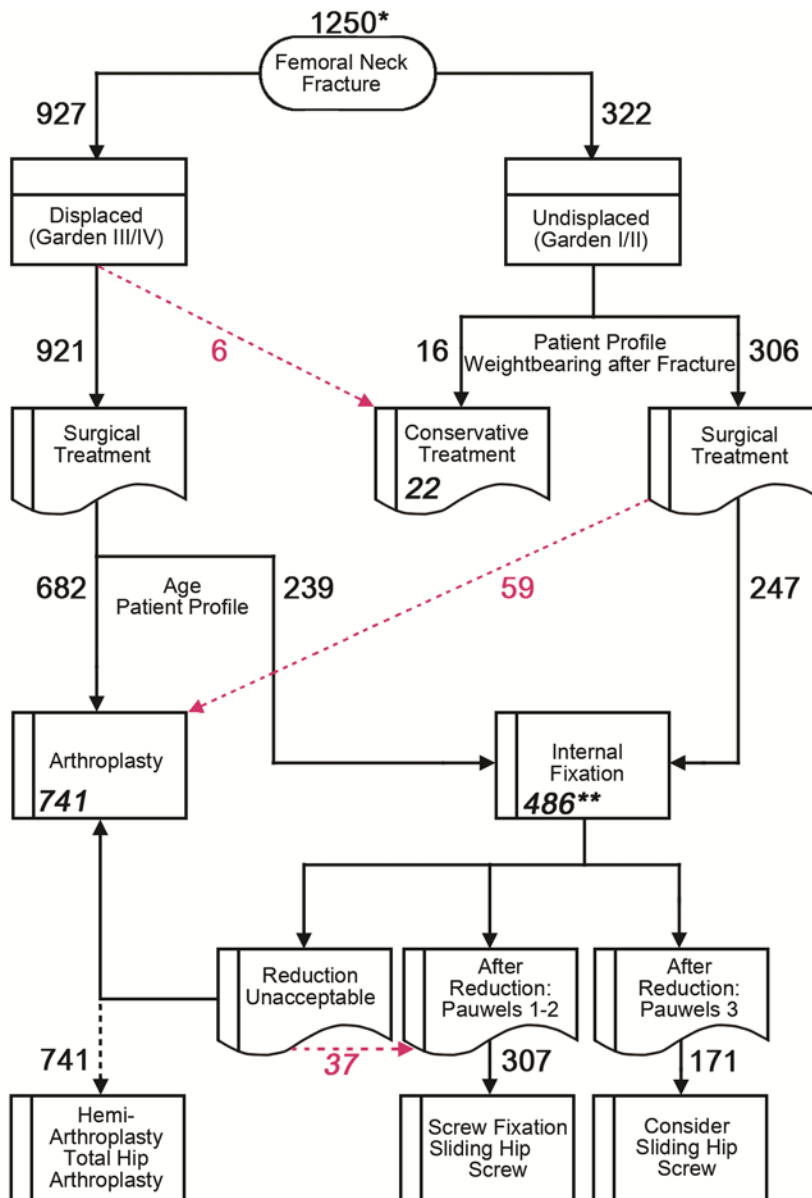 1250*
Femoral Neck
Fracture
927
322
Displaced
(Garden III/IV)
Undisplaced
(Garden I/II)
921
6
16
Patient Profile
Weightbearing after Fracture
306
Surgical
Treatment
Conservative
Treatment
22
Surgical
Treatment
682
Age
Patient Profile
239
59
247
Arthroplasty
741
Internal
Fixation
486**
Reduction
Unacceptable
After
Reduction:
Pauwels 1-2
After
Reduction:
Pauwels 3
37
741
307
171
Hemi-
Arthroplasty
Total Hip
Arthroplasty
Screw Fixation
Sliding Hip
Screw
Consider
Sliding Hip
Screw